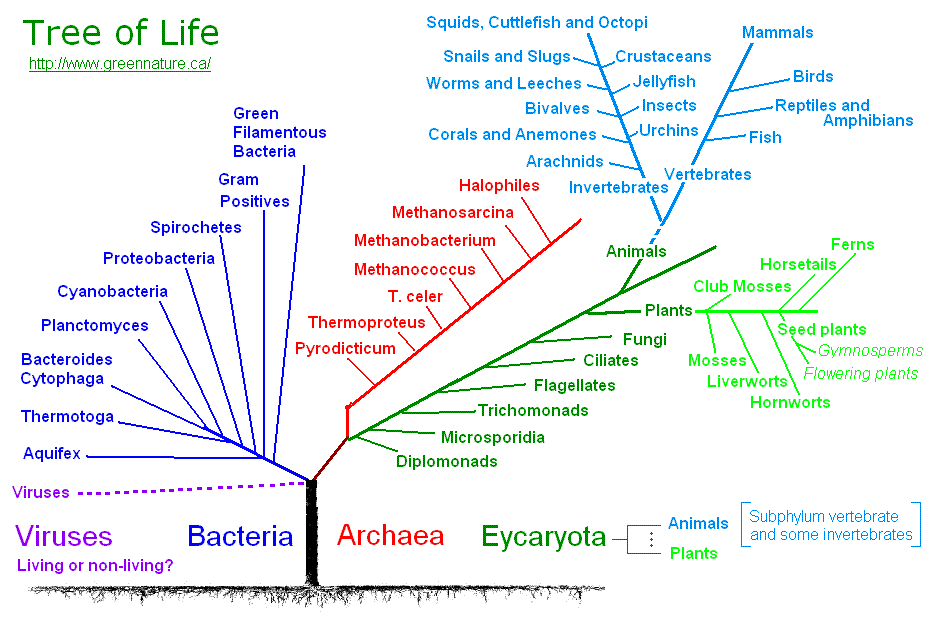 Tree of Life
http://www.greennature.ca/
Squids, Cuttlefish and Octopi
Snails and Slugs
Crustaceans
Worms and Leeches
Jellyfish
Bivalves
Insects
Corals and Anemones
Urchins
Arachnids
Invertebrates
Mammals
Birds
Reptiles and
Amphibians
Fish
Vertebrates
Green
Filamentous
Bacteria
Gram
Positives
Spirochetes
Proteobacteria
Cyanobacteria
Planctomyces
Bacteroides
Cytophaga
Thermotoga
Aquifex
Viruses
Halophiles
Methanosarcina
Methanobacterium
Methanococcus
T. celer
Thermoproteus
Pyrodicticum
Animals
Plants
Fungi
Ciliates
Flagellates
Trichomonads
Microsporidia
Diplomonads
Ferns
Horsetails
Club Mosses
Seed plants
Gymnosperms
Flowering plants
Mosses
Liverworts
Hornworts
Viruses
Living or non-living?
Bacteria
Archaea
Eycaryota
Animals
Plants
Subphylum vertebrate
and some invertebrates